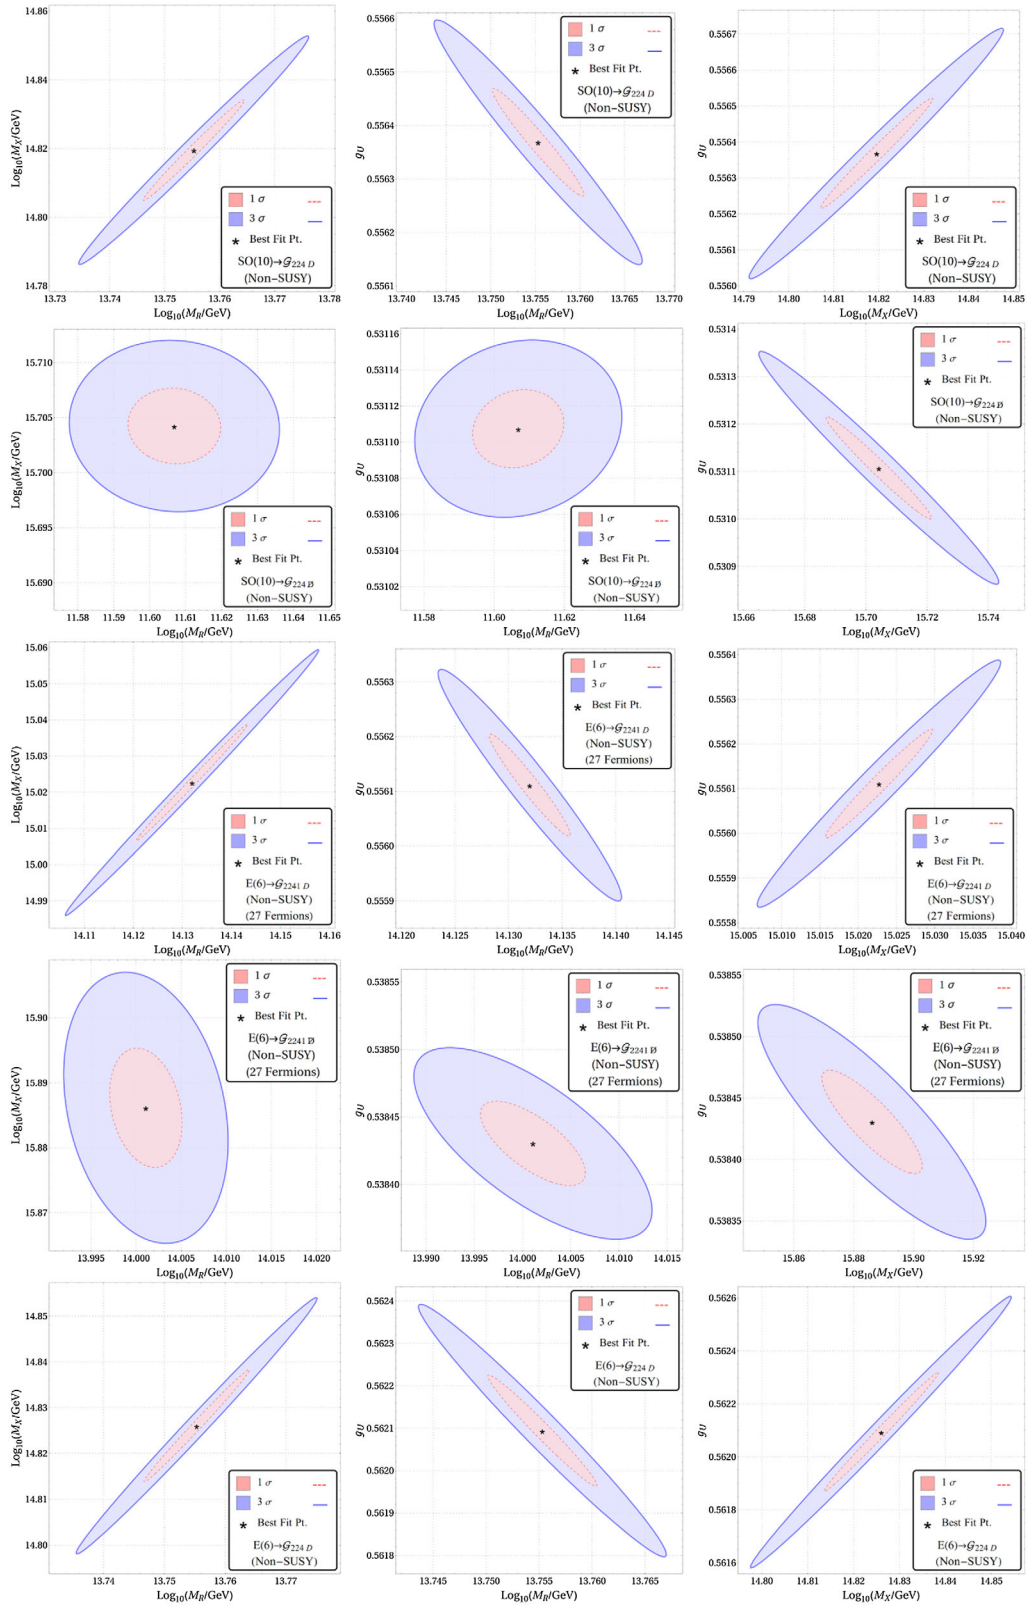 14.86
14.84
14.82
14.80
14.78
Log10(MX/GeV)
1 σ
3 σ
* Best Fit Pt.
SO(10)→𝒢224 D
(Non−SUSY)
13.73 13.74 13.75 13.76 13.77 13.78
Log10(MR/GeV)
0.5566
0.5565
0.5564
0.5563
0.5562
0.5561
gU
1 σ
3 σ
* Best Fit Pt.
SO(10)→𝒢224 D
(Non−SUSY)
13.740 13.745 13.750 13.755 13.760 13.765 13.770
Log10(MR/GeV)
0.5567
0.5566
0.5565
0.5564
0.5563
0.5562
0.5561
0.5560
gU
1 σ
3 σ
* Best Fit Pt.
SO(10)→𝒢224 D
(Non−SUSY)
14.79 14.80 14.81 14.82 14.83 14.84 14.85
Log10(MX/GeV)
15.710
15.705
15.700
15.695
15.690
Log10(MX/GeV)
1 σ
3 σ
* Best Fit Pt.
SO(10)→𝒢224 D̸
(Non−SUSY)
11.58 11.59 11.60 11.61 11.62 11.63 11.64 11.65
Log10(MR/GeV)
0.53116
0.53114
0.53112
0.53110
0.53108
0.53106
0.53104
0.53102
gU
1 σ
3 σ
* Best Fit Pt.
SO(10)→𝒢224 D̸
(Non−SUSY)
11.58 11.60 11.62 11.64
Log10(MR/GeV)
0.5314
0.5313
0.5312
0.5311
0.5310
0.5309
gU
1 σ
3 σ
* Best Fit Pt.
SO(10)→𝒢224 D̸
(Non−SUSY)
15.66 15.68 15.70 15.72 15.74
Log10(MX/GeV)
15.06
15.05
15.04
15.03
15.02
15.01
15.00
14.99
Log10(MX/GeV)
1 σ
3 σ
* Best Fit Pt.
E(6)→𝒢2241 D
(Non−SUSY)
(27 Fermions)
14.11 14.12 14.13 14.14 14.15 14.16
Log10(MR/GeV)
0.5563
0.5562
0.5561
0.5560
0.5559
gU
1 σ
3 σ
* Best Fit Pt.
E(6)→𝒢2241 D
(Non−SUSY)
(27 Fermions)
14.120 14.125 14.130 14.135 14.140 14.145
Log10(MR/GeV)
0.5564
0.5563
0.5562
0.5561
0.5560
0.5559
0.5558
gU
1 σ
3 σ
* Best Fit Pt.
E(6)→𝒢2241 D
(Non−SUSY)
(27 Fermions)
15.005 15.010 15.015 15.020 15.025 15.030 15.035 15.040
Log10(MX/GeV)
15.90
15.89
15.88
15.87
Log10(MX/GeV)
1 σ
3 σ
* Best Fit Pt.
E(6)→𝒢2241 D̸
(Non−SUSY)
(27 Fermions)
13.995 14.000 14.005 14.010 14.015 14.020
Log10(MR/GeV)
0.53855
0.53850
0.53845
0.53840
gU
1 σ
3 σ
* Best Fit Pt.
E(6)→𝒢2241 D̸
(Non−SUSY)
(27 Fermions)
13.990 13.995 14.000 14.005 14.010 14.015
Log10(MR/GeV)
0.53855
0.53850
0.53845
0.53840
0.53835
gU
1 σ
3 σ
* Best Fit Pt.
E(6)→𝒢2241 D̸
(Non−SUSY)
(27 Fermions)
15.86 15.88 15.90 15.92
Log10(MX/GeV)
14.85
14.84
14.83
14.82
14.81
14.80
Log10(MX/GeV)
1 σ
3 σ
* Best Fit Pt.
E(6)→𝒢224 D
(Non−SUSY)
13.74 13.75 13.76 13.77
Log10(MR/GeV)
0.5624
0.5623
0.5622
0.5621
0.5620
0.5619
0.5618
gU
1 σ
3 σ
* Best Fit Pt.
E(6)→𝒢224 D
(Non−SUSY)
13.745 13.750 13.755 13.760 13.765
Log10(MR/GeV)
0.5626
0.5624
0.5622
0.5620
0.5618
0.5616
gU
1 σ
3 σ
* Best Fit Pt.
E(6)→𝒢224 D
(Non−SUSY)
14.80 14.81 14.82 14.83 14.84 14.85
Log10(MX/GeV)